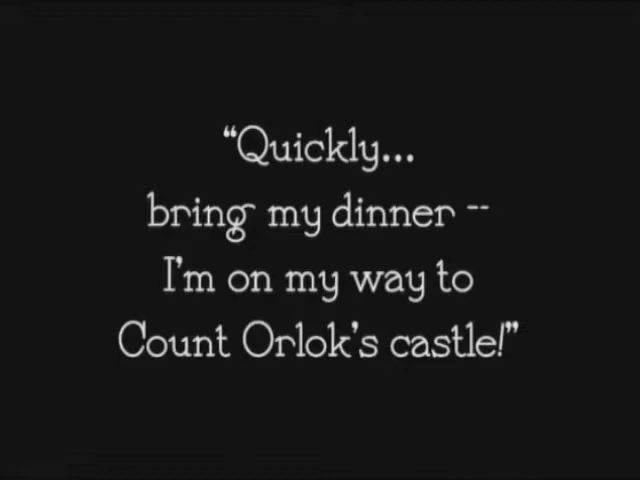 “Quickly...
bring my dinner --
I'm on my way to
Count Orlok's castle!”